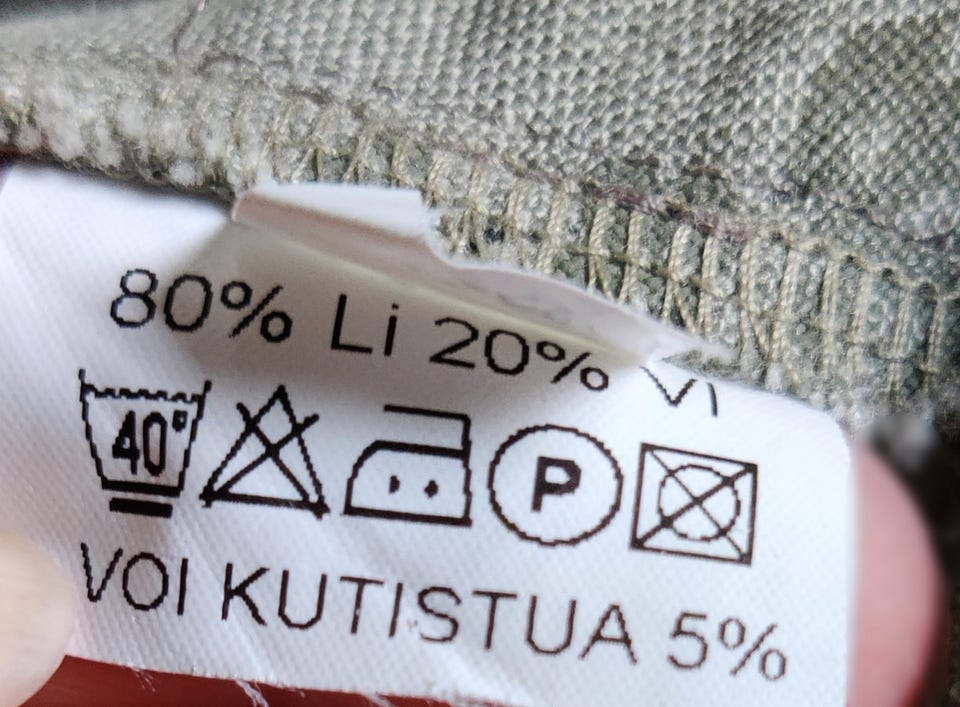 80% Li 20% VI
40°
P
VOI KUTISTUA 5%